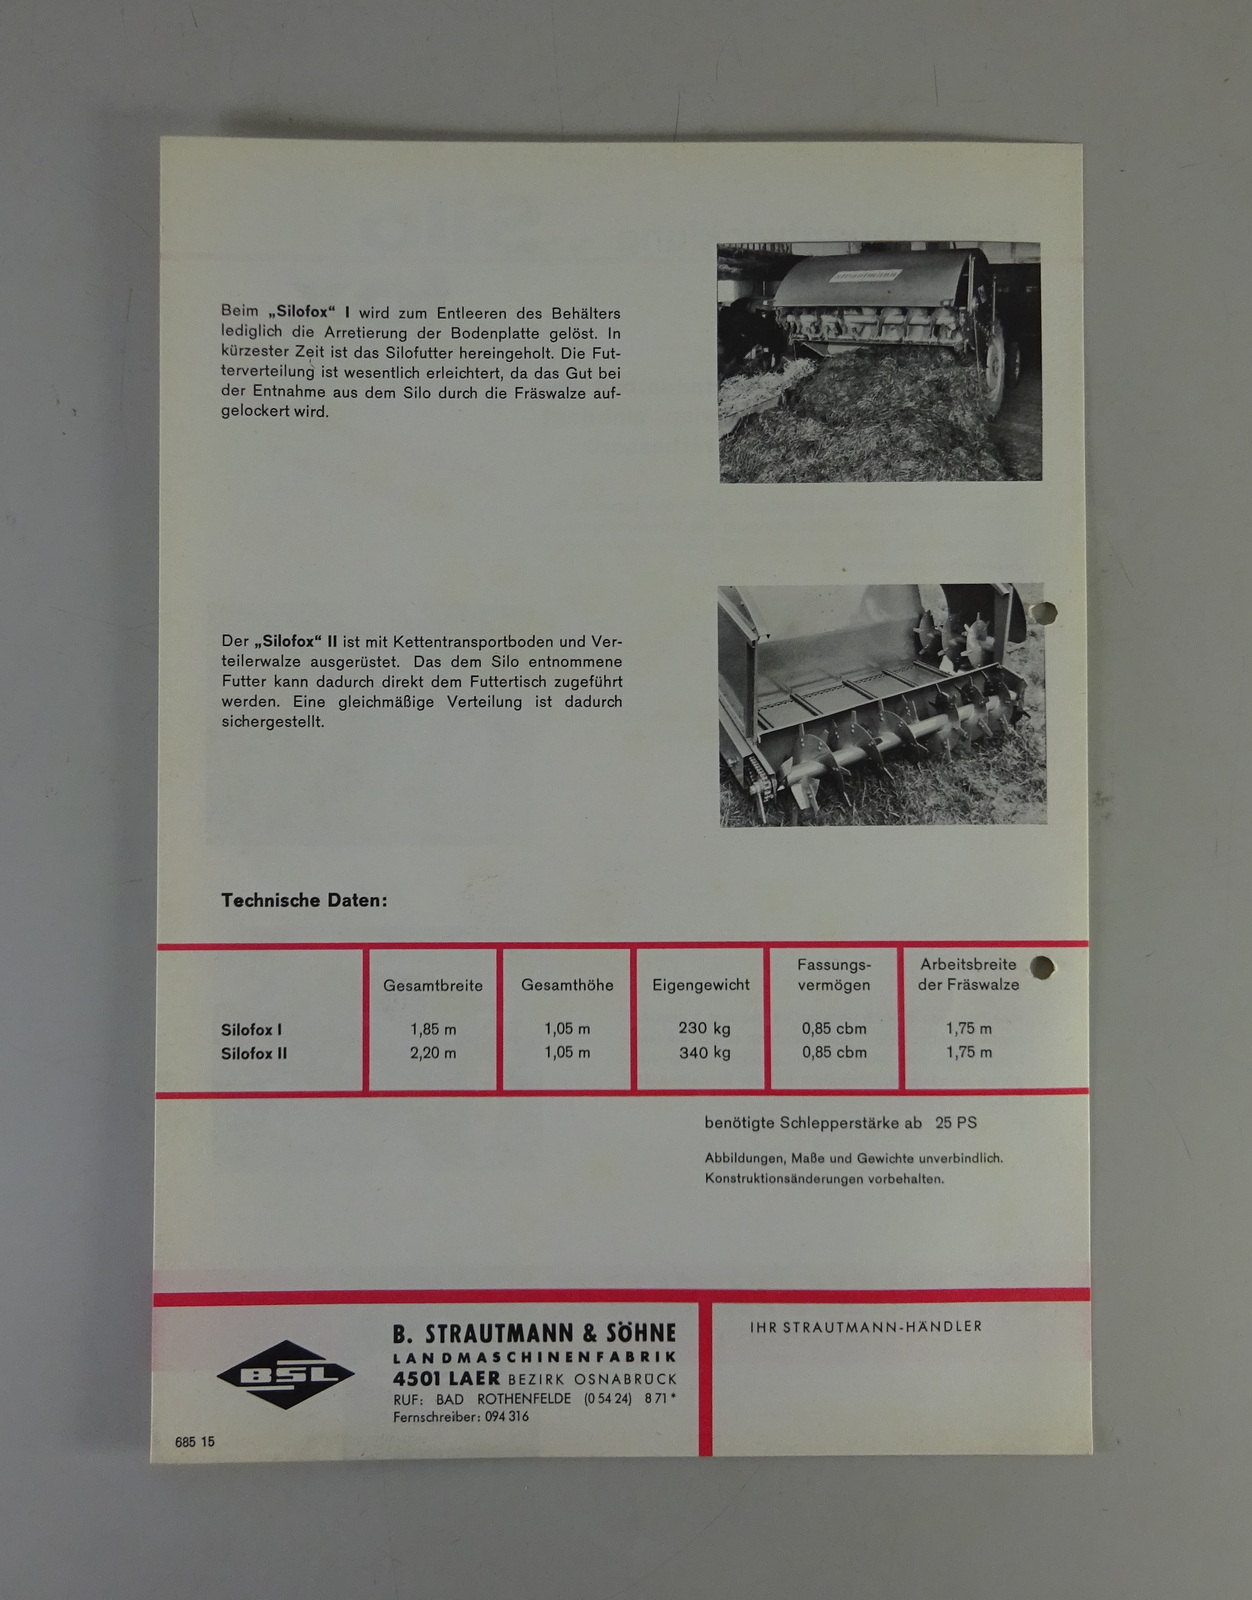 Beim „Silofox“ I wird zum Entleeren des Behälters
lediglich die Arretierung der Bodenplatte gelöst. In
kürzester Zeit ist das Silofutter hereingeholt. Die Fut-
terverteilung ist wesentlich erleichtert, da das Gut bei
der Entnahme aus dem Silo durch die Fräswalze auf-
gelockert wird.
Der „Silofox“ II ist mit Kettentransportboden und Ver-
teilerwalze ausgerüstet. Das dem Silo entnommene
Futter kann dadurch direkt dem Futtertisch zugeführt
werden. Eine gleichmäßige Verteilung ist dadurch
sichergestellt.
Technische Daten:
Gesamtbreite Gesamthöhe Eigengewicht Fassungs- Arbeitsbreite
vermögen der Fräswalze
Silofox I 1,85 m 1,05 m 230 kg 0,85 cbm 1,75 m
Silofox II 2,20 m 1,05 m 340 kg 0,85 cbm 1,75 m
benötigte Schlepperstärke ab 25 PS
Abbildungen, Maße und Gewichte unverbindlich.
Konstruktionsänderungen vorbehalten.
BSL
B. STRAUTMANN & SÖHNE
LANDMASCHINENFABRIK
4501 LAER BEZIRK OSNABRÜCK
RUF: BAD ROTHENFELDE (0 54 24) 8 71*
Fernschreiber: 094 316
IHR STRAUTMANN-HÄNDLER
685 15